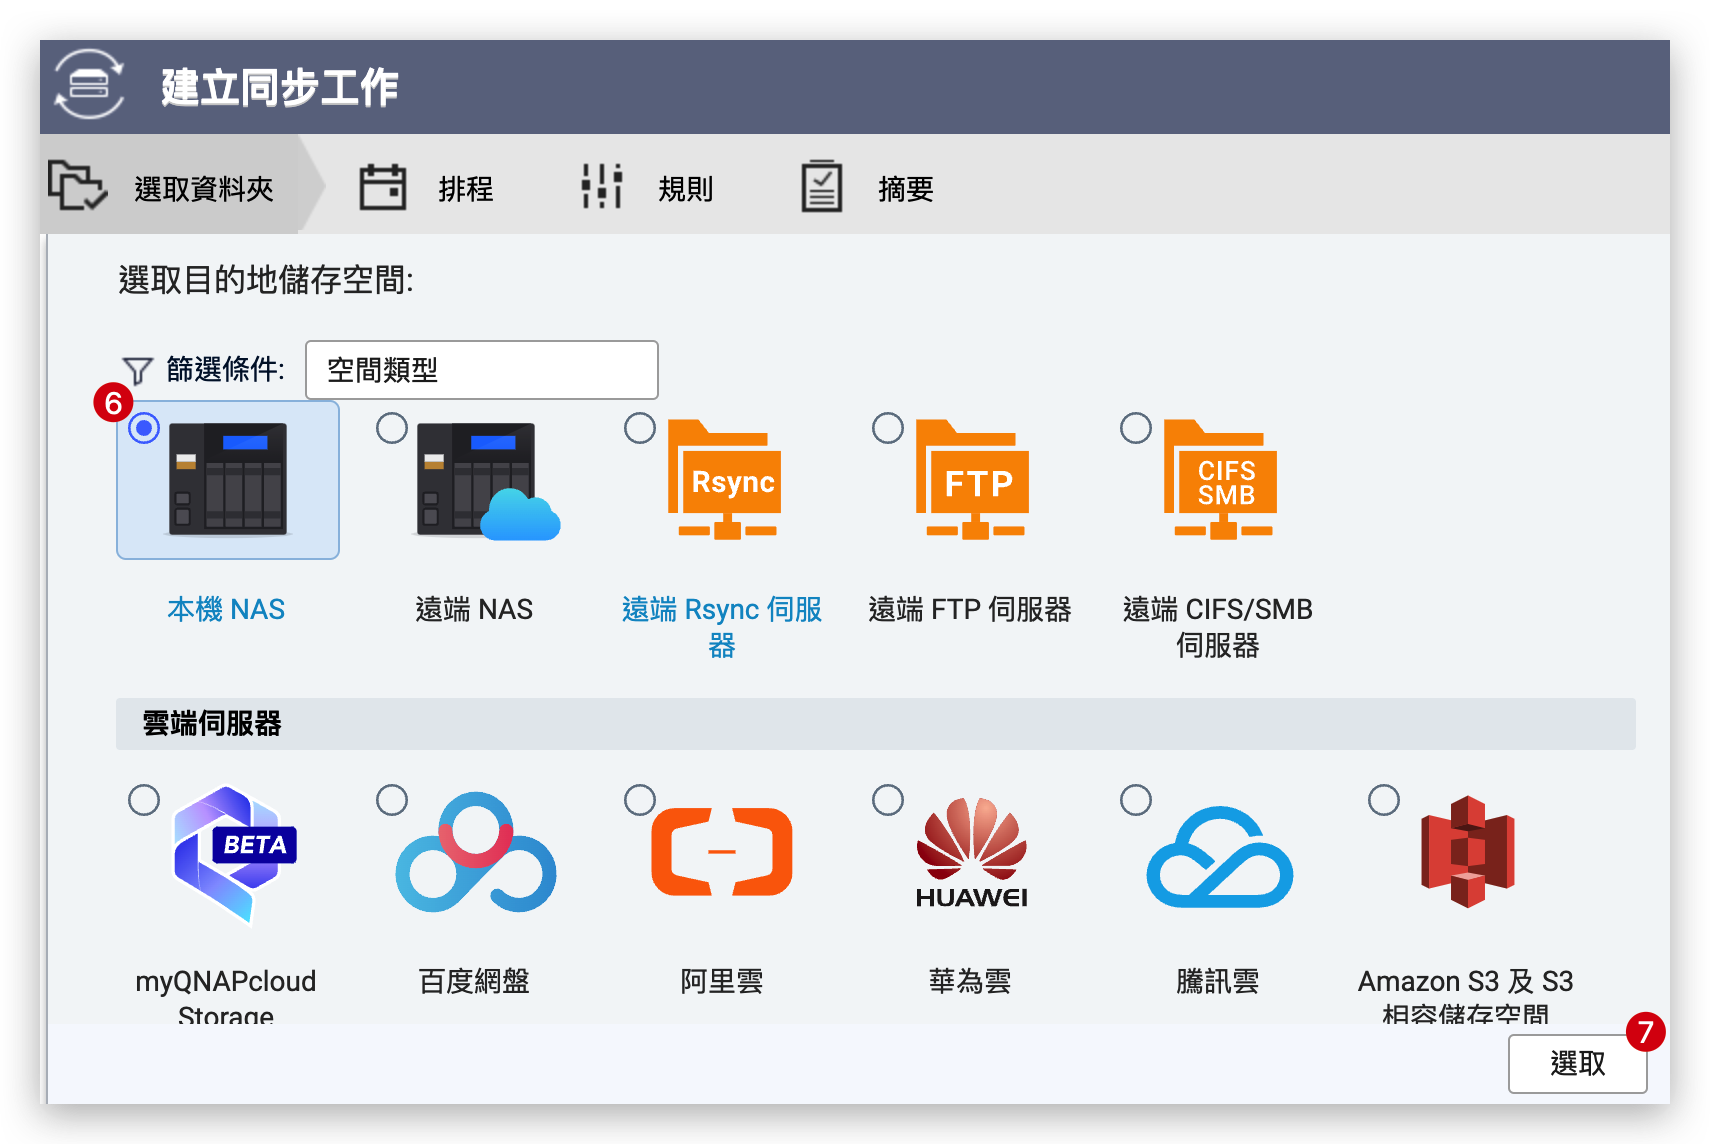 建立同步工作
選取資料夾
排程
規則
摘要
選取目的地儲存空間:
篩選條件:
空間類型
6
Rsync
FTP
CIFS
SMB
本機 NAS
遠端 NAS
遠端 Rsync 伺服
器
遠端 FTP 伺服器
遠端 CIFS/SMB
伺服器
雲端伺服器
BETA
HUAWEI
myQNAPcloud
Storage
百度網盤
阿里雲
華為雲
騰訊雲
Amazon S3 及 S3
相容儲存空間
7
選取